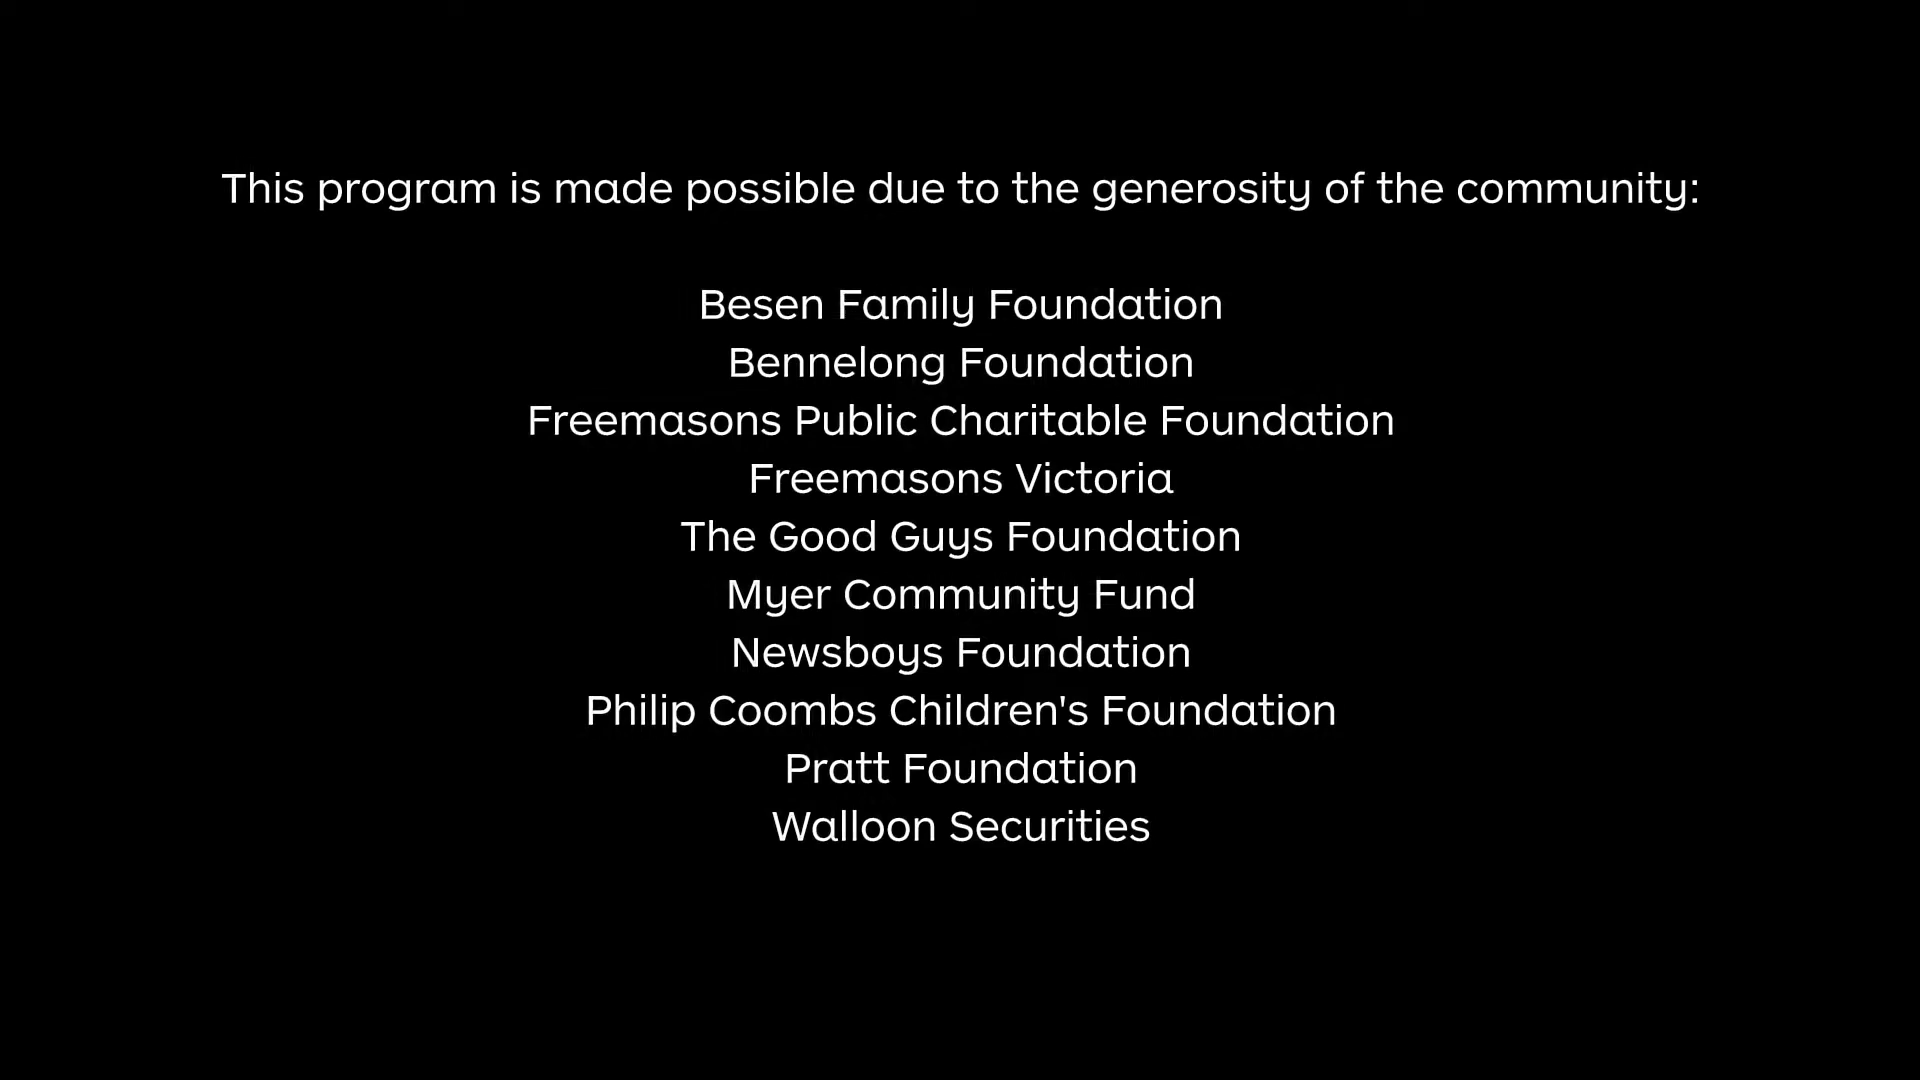 This program is made possible due to the generosity of the community:
Besen Family Foundation
Bennelong Foundation
Freemasons Public Charitable Foundation
Freemasons Victoria
The Good Guys Foundation
Myer Community Fund
Newsboys Foundation
Philip Coombs Children's Foundation
Pratt Foundation
Walloon Securities